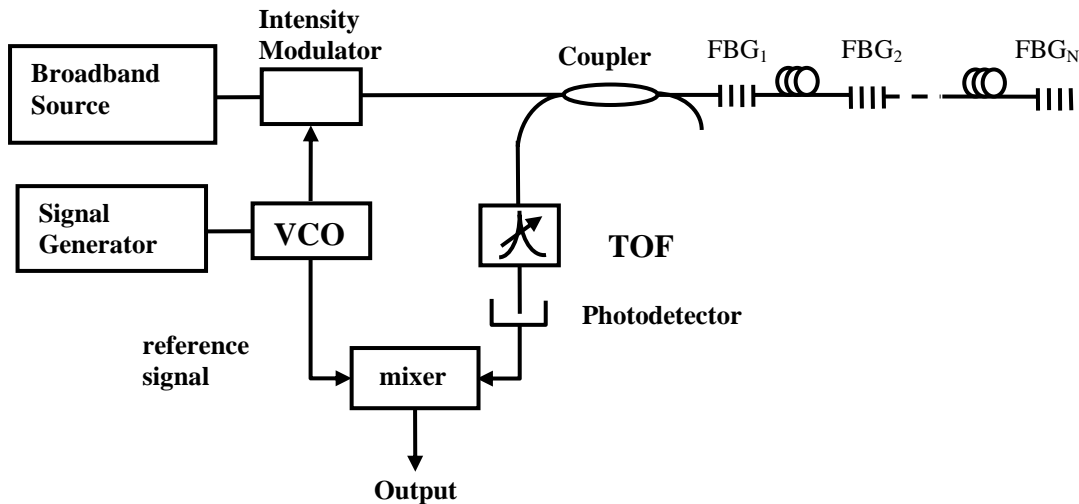 Intensity
Modulator
Broadband
Source
Coupler
FBG1
FBG2
FBGN
Signal
Generator
VCO
TOF
Photodetector
reference
signal
mixer
Output